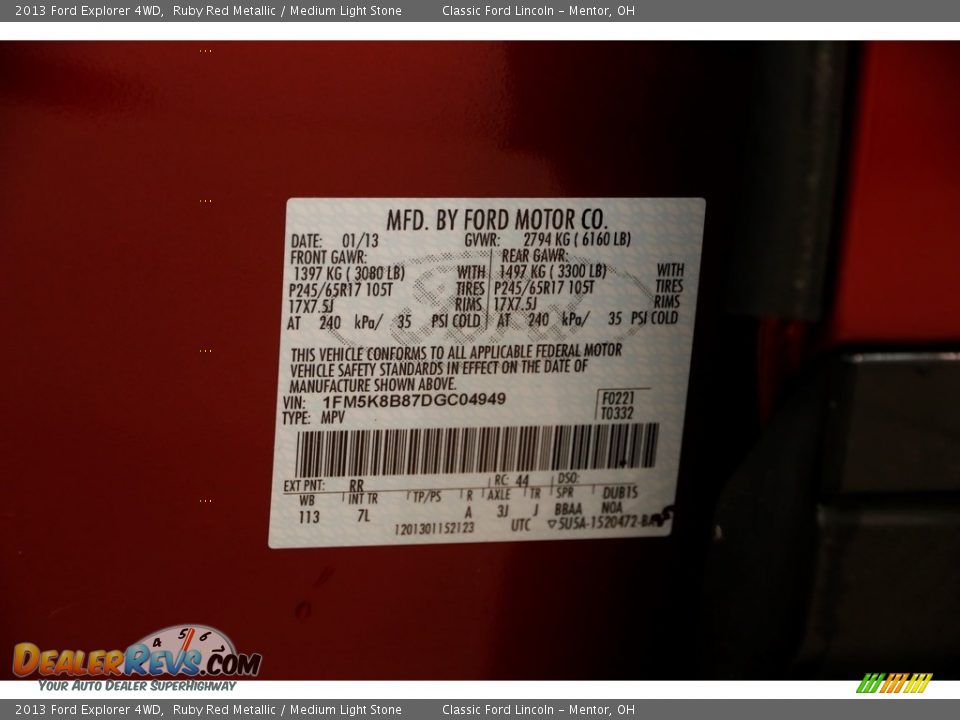 2013 Ford Explorer 4WD, Ruby Red Metallic / Medium Light Stone Classic Ford Lincoln – Mentor, OH
MFD. BY FORD MOTOR CO.
DATE: 01/13 GVWR: 2794 KG ( 6160 LB)
FRONT GAWR: REAR GAWR:
1397 KG ( 3080 LB) WITH 1497 KG ( 3300 LB) WITH
P245/65R17 105T TIRES P245/65R17 105T TIRES
17X7.5J RIMS 17X7.5J RIMS
AT 240 kPa/ 35 PSI COLD AT 240 kPa/ 35 PSI COLD
THIS VEHICLE CONFORMS TO ALL APPLICABLE FEDERAL MOTOR
VEHICLE SAFETY STANDARDS IN EFFECT ON THE DATE OF
MANUFACTURE SHOWN ABOVE.
VIN: 1FM5K8B87DGC04949 F0221
TYPE: MPV T0332
EXT PNT: RR RC: 44 DSO:
WB INT TR TP/PS R AXLE TR SPR DUB1S
113 7L A 3J J BBAA NOA
1201301152123 UTC ▽5U5A-1520472-BA
4 5 6
DEALERREVS.COM
YOUR AUTO DEALER SUPERHIGHWAY
2013 Ford Explorer 4WD, Ruby Red Metallic / Medium Light Stone Classic Ford Lincoln – Mentor, OH